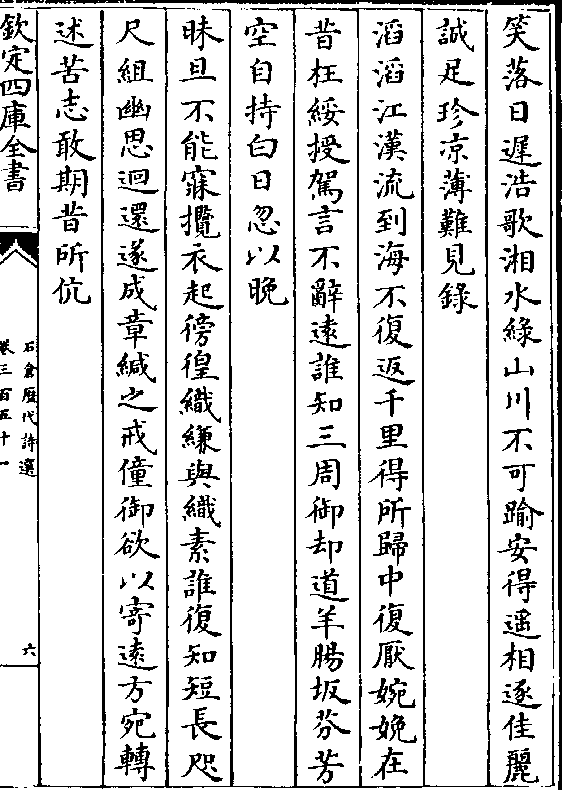 笑落日遲浩歌湘水綠山川不可踰安得遥相逐佳麗
誠足珍凉薄難見錄
滔滔江漢流到海不復返千里得所歸中復厭婉娩在
昔枉綏授駕言不辭遠誰知三周御却道羊腸坂芬芳
空自持白日忽以晚
昧旦不能寐攬衣起徬徨織縑與織素誰復知短長咫
尺組幽思迴還遂成章緘之戒僮御欲以寄遠方宛轉
述苦志敢期昔所伉
欽定四庫全書
石倉歷代詩選
卷三百五十一
六